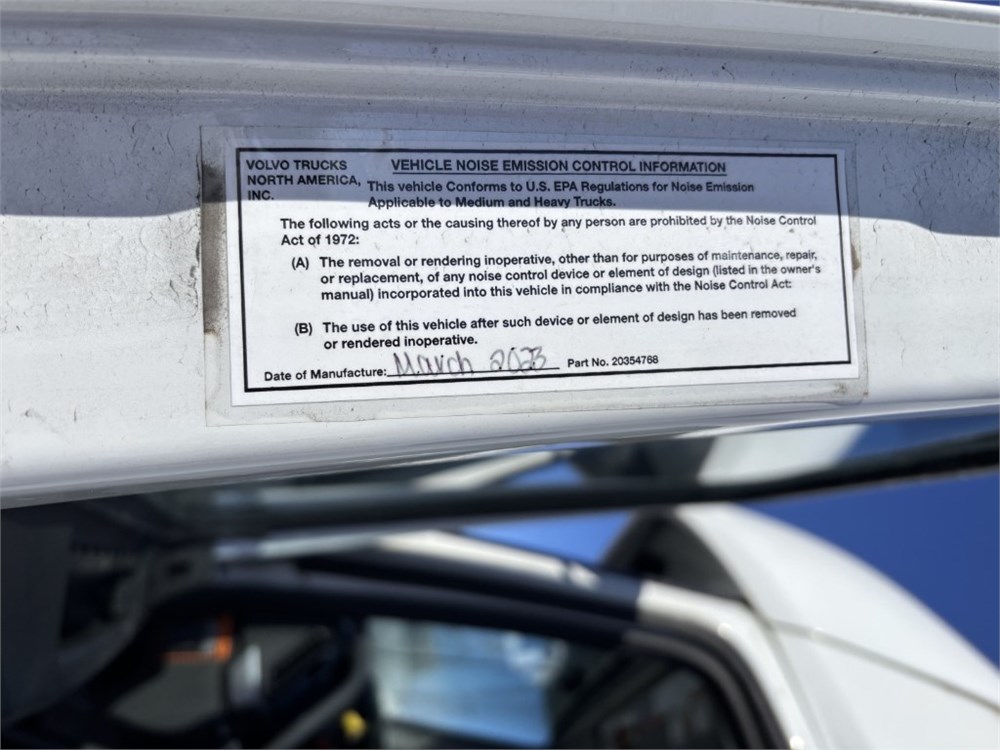 VOLVO TRUCKS
NORTH AMERICA,
INC.
VEHICLE NOISE EMISSION CONTROL INFORMATION
This vehicle Conforms to U.S. EPA Regulations for Noise Emission
Applicable to Medium and Heavy Trucks.
The following acts or the causing thereof by any person are prohibited by the Noise Control
Act of 1972:
(A) The removal or rendering inoperative, other than for purposes of maintenance, repair,
or replacement, of any noise control device or element of design (listed in the owner's
manual) incorporated into this vehicle in compliance with the Noise Control Act:
(B) The use of this vehicle after such device or element of design has been removed
or rendered inoperative.
Date of Manufacture: March 2023 Part No. 20354768